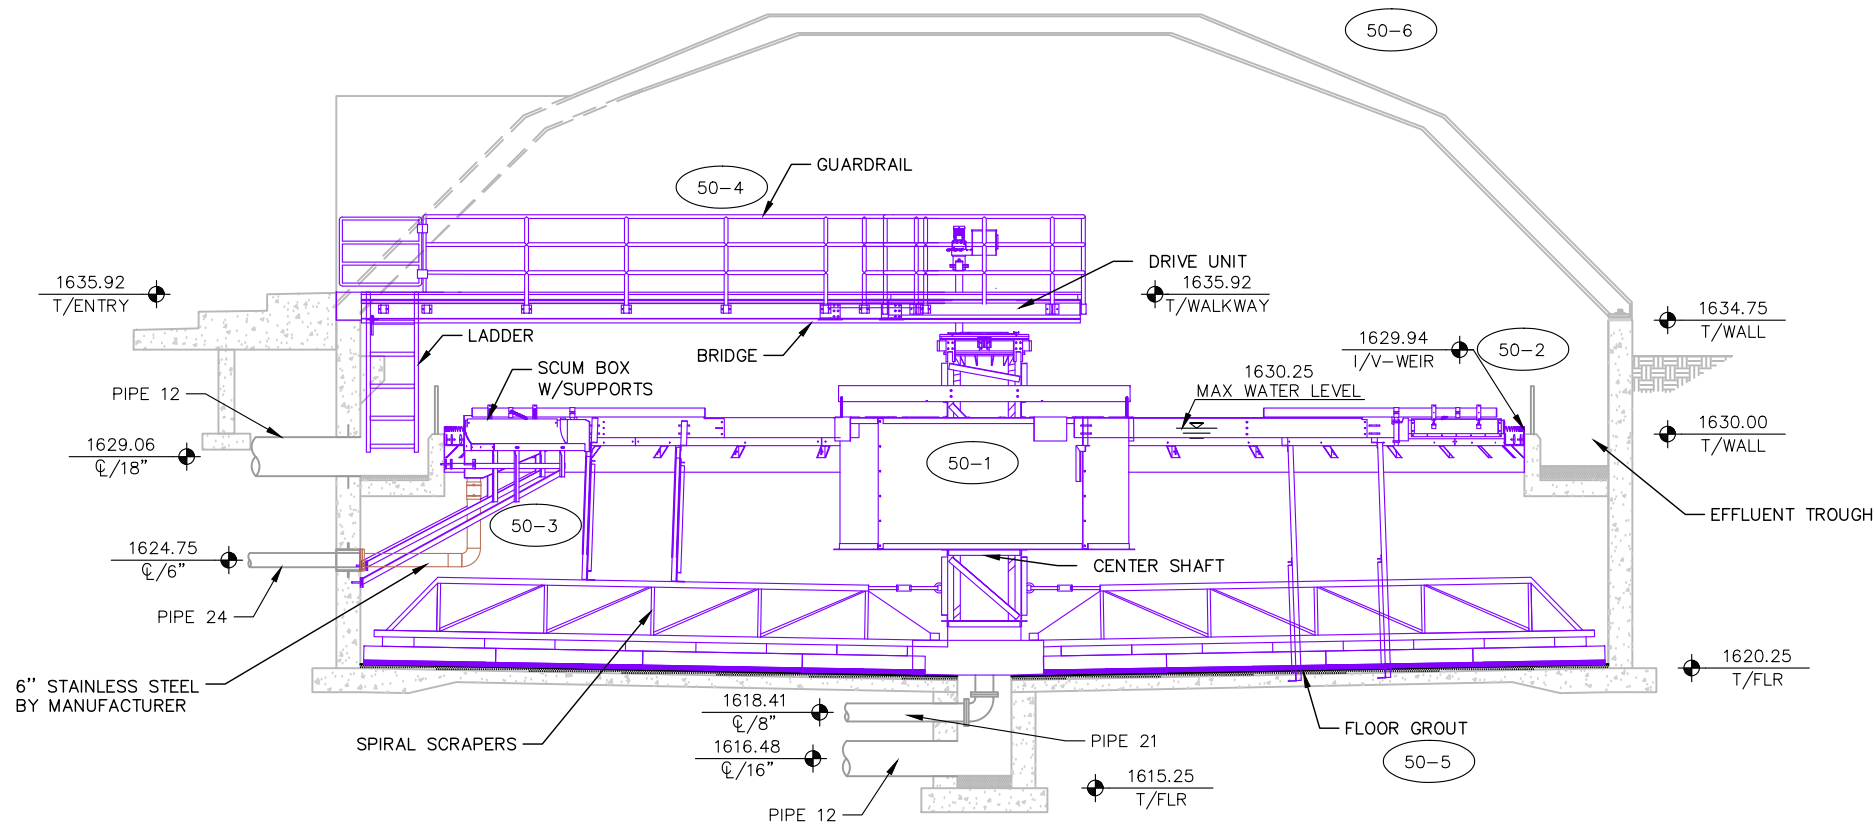 50-6
GUARDRAIL
50-4
DRIVE UNIT
1635.92
T/ENTRY
1635.92
T/WALKWAY
1634.75
T/WALL
LADDER
BRIDGE
1629.94
I/V-WEIR
50-2
SCUM BOX
W/SUPPORTS
1630.25
MAX WATER LEVEL
PIPE 12
1629.06
℄/18"
1630.00
T/WALL
50-1
50-3
EFFLUENT TROUGH
1624.75
℄/6"
CENTER SHAFT
PIPE 24
6'' STAINLESS STEEL
BY MANUFACTURER
1620.25
T/FLR
1618.41
℄/8"
SPIRAL SCRAPERS
PIPE 21
FLOOR GROUT
1616.48
℄/16"
50-5
1615.25
T/FLR
PIPE 12